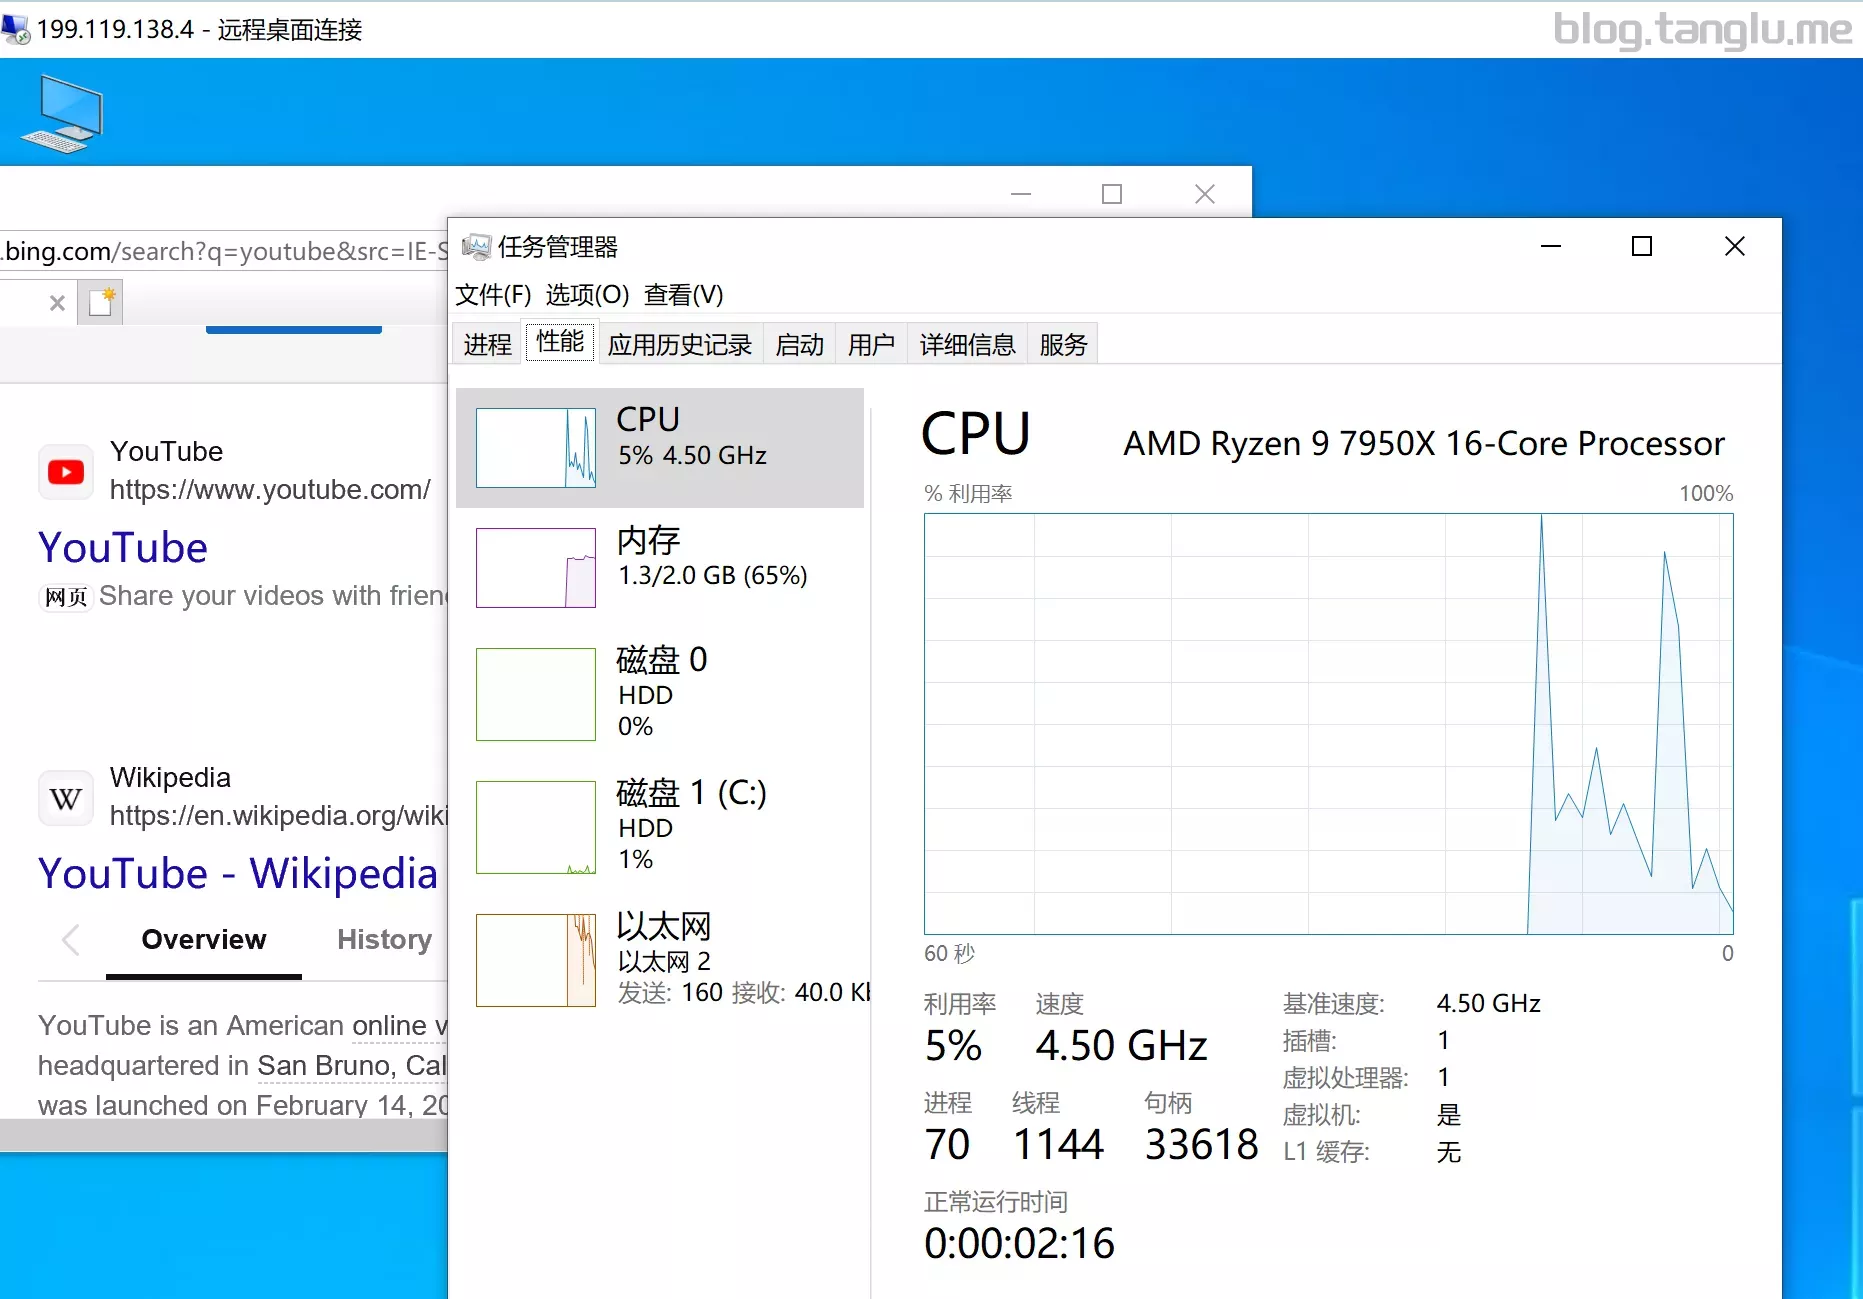 199.119.138.4 - 远程桌面连接
blog.tanglu.me
.bing.com/search?q=youtube&src=IE-S
YouTube
https://www.youtube.com/
YouTube
网页 Share your videos with frien
Wikipedia
https://en.wikipedia.org/wiki
YouTube - Wikipedia
Overview History
YouTube is an American online v
headquartered in San Bruno, Cal
was launched on February 14, 20
任务管理器
文件(F) 选项(O) 查看(V)
进程 性能 应用历史记录 启动 用户 详细信息 服务
CPU
5% 4.50 GHz
内存
1.3/2.0 GB (65%)
磁盘 0
HDD
0%
磁盘 1 (C:)
HDD
1%
以太网
以太网 2
发送: 160 接收: 40.0 Kb
CPU AMD Ryzen 9 7950X 16-Core Processor
% 利用率 100%
60 秒 0
利用率 速度
5% 4.50 GHz
进程 线程 句柄
70 1144 33618
正常运行时间
0:00:02:16
基准速度: 4.50 GHz
插槽: 1
虚拟处理器: 1
虚拟机: 是
L1 缓存: 无